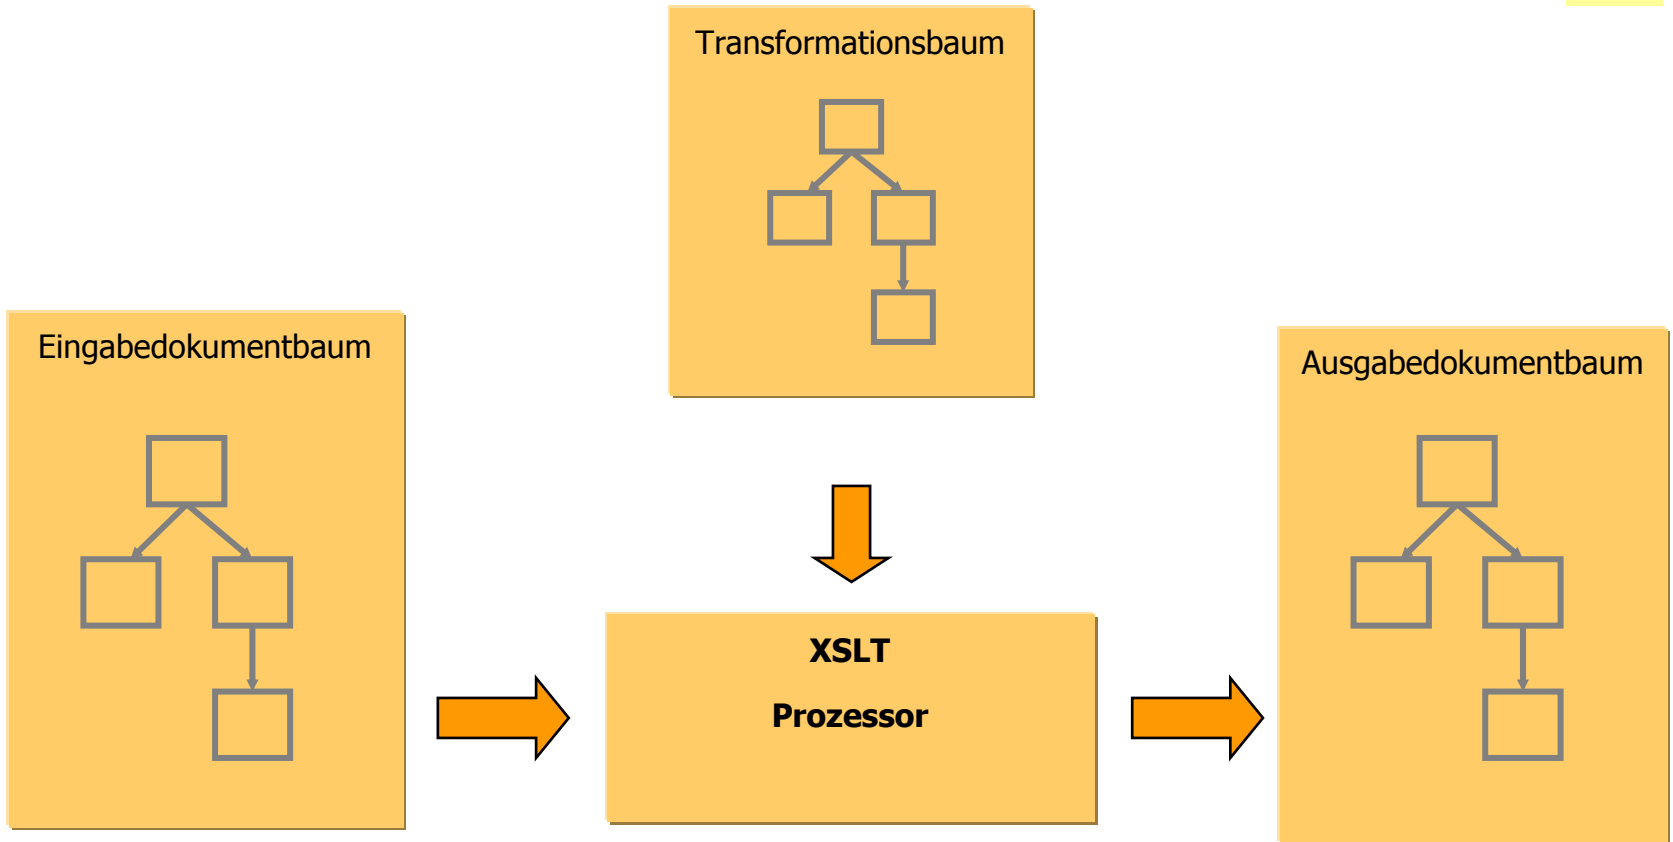 Transformationsbaum
Eingabedokumentbaum
Ausgabedokumentbaum
XSLT
Prozessor